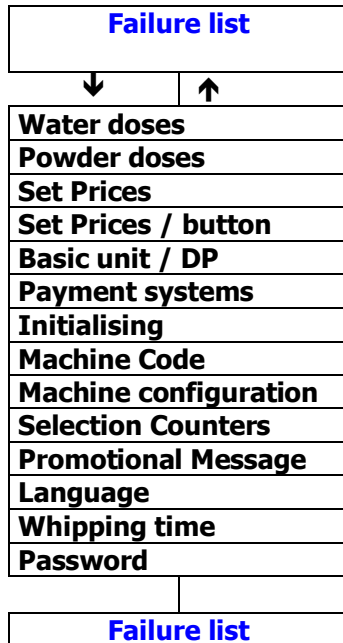 Failure list
Water doses
Powder doses
Set Prices
Set Prices / button
Basic unit / DP
Payment systems
Initialising
Machine Code
Machine configuration
Selection Counters
Promotional Message
Language
Whipping time
Password
Failure list